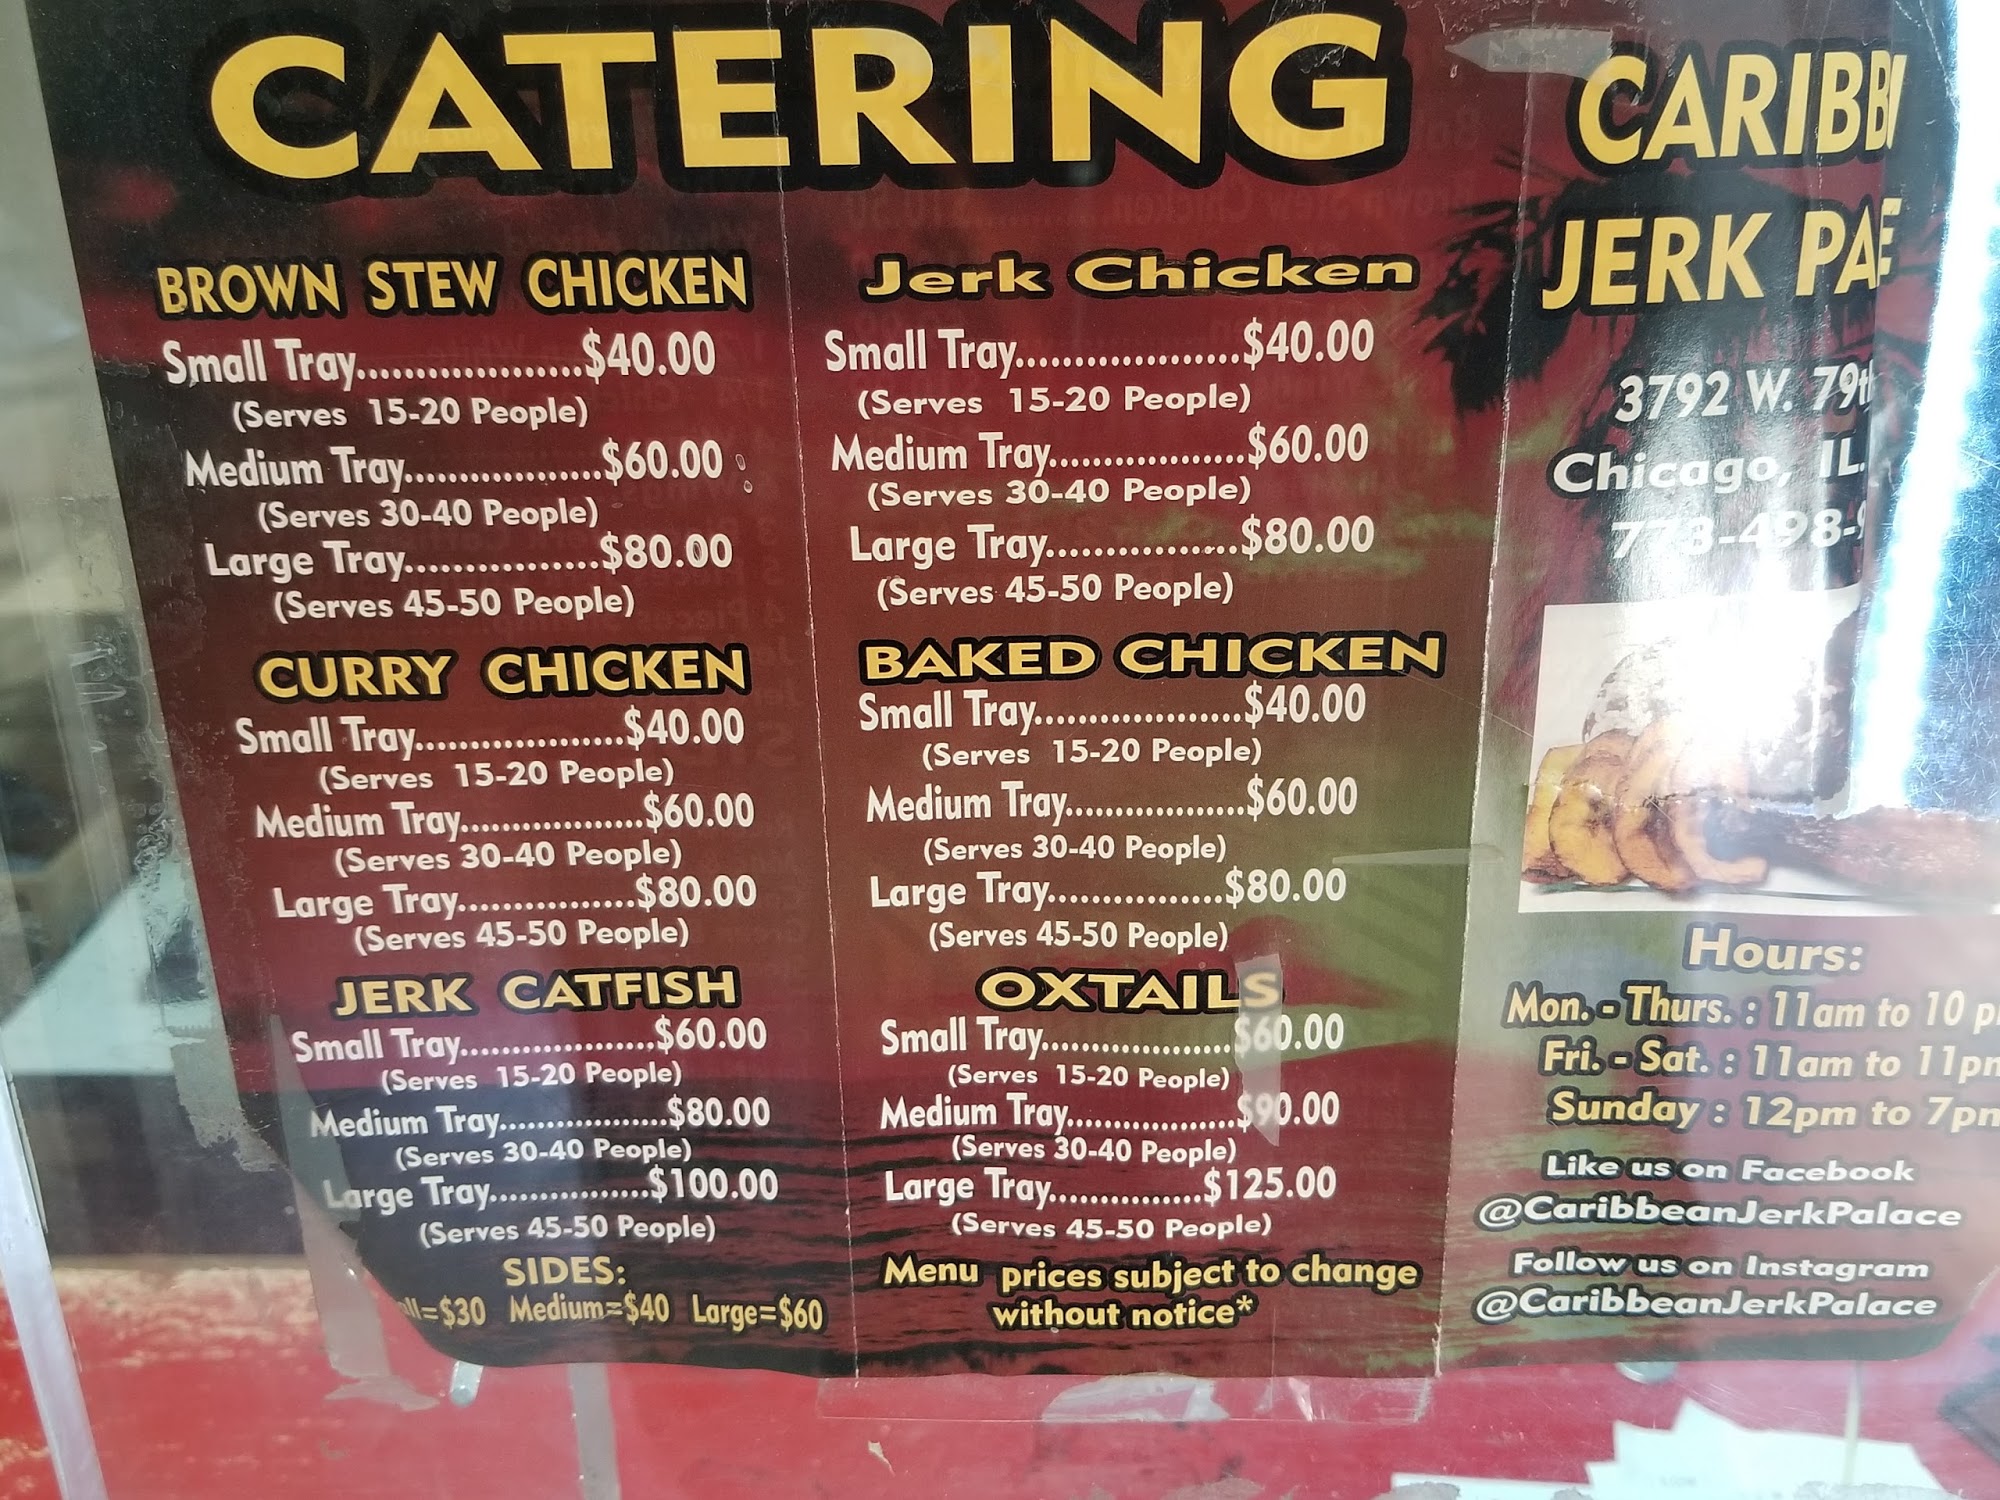 CATERING
BROWN STEW CHICKEN
Small Tray...................$40.00
(Serves 15-20 People)
Medium Tray..................$60.00
(Serves 30-40 People)
Large Tray.................$80.00
(Serves 45-50 People)
CURRY CHICKEN
Small Tray...................$40.00
(Serves 15-20 People)
Medium Tray..................$60.00
(Serves 30-40 People)
Large Tray.................$80.00
(Serves 45-50 People)
JERK CATFISH
Small Tray...................$60.00
(Serves 15-20 People)
Medium Tray..................$80.00
(Serves 30-40 People)
Large Tray.................$100.00
(Serves 45-50 People)
SIDES:
=$30 Medium=$40 Large=$60
Jerk Chicken
Small Tray...................$40.00
(Serves 15-20 People)
Medium Tray..................$60.00
(Serves 30-40 People)
Large Tray.................$80.00
(Serves 45-50 People)
BAKED CHICKEN
Small Tray...................$40.00
(Serves 15-20 People)
Medium Tray..................$60.00
(Serves 30-40 People)
Large Tray................$80.00
(Serves 45-50 People)
OXTAILS
Small Tray...................$60.00
(Serves 15-20 People)
Medium Tray..................$90.00
(Serves 30-40 People)
Large Tray...............$125.00
(Serves 45-50 People)
Menu prices subject to change
without notice*
CARIBB
JERK PA
3792 W. 79th
Chicago, IL.
773-498-
Hours:
Mon. - Thurs. : 11am to 10 p
Fri. - Sat. : 11am to 11pm
Sunday : 12pm to 7pm
Like us on Facebook
@CaribbeanJerkPalace
Follow us on Instagram
@CaribbeanJerkPalace